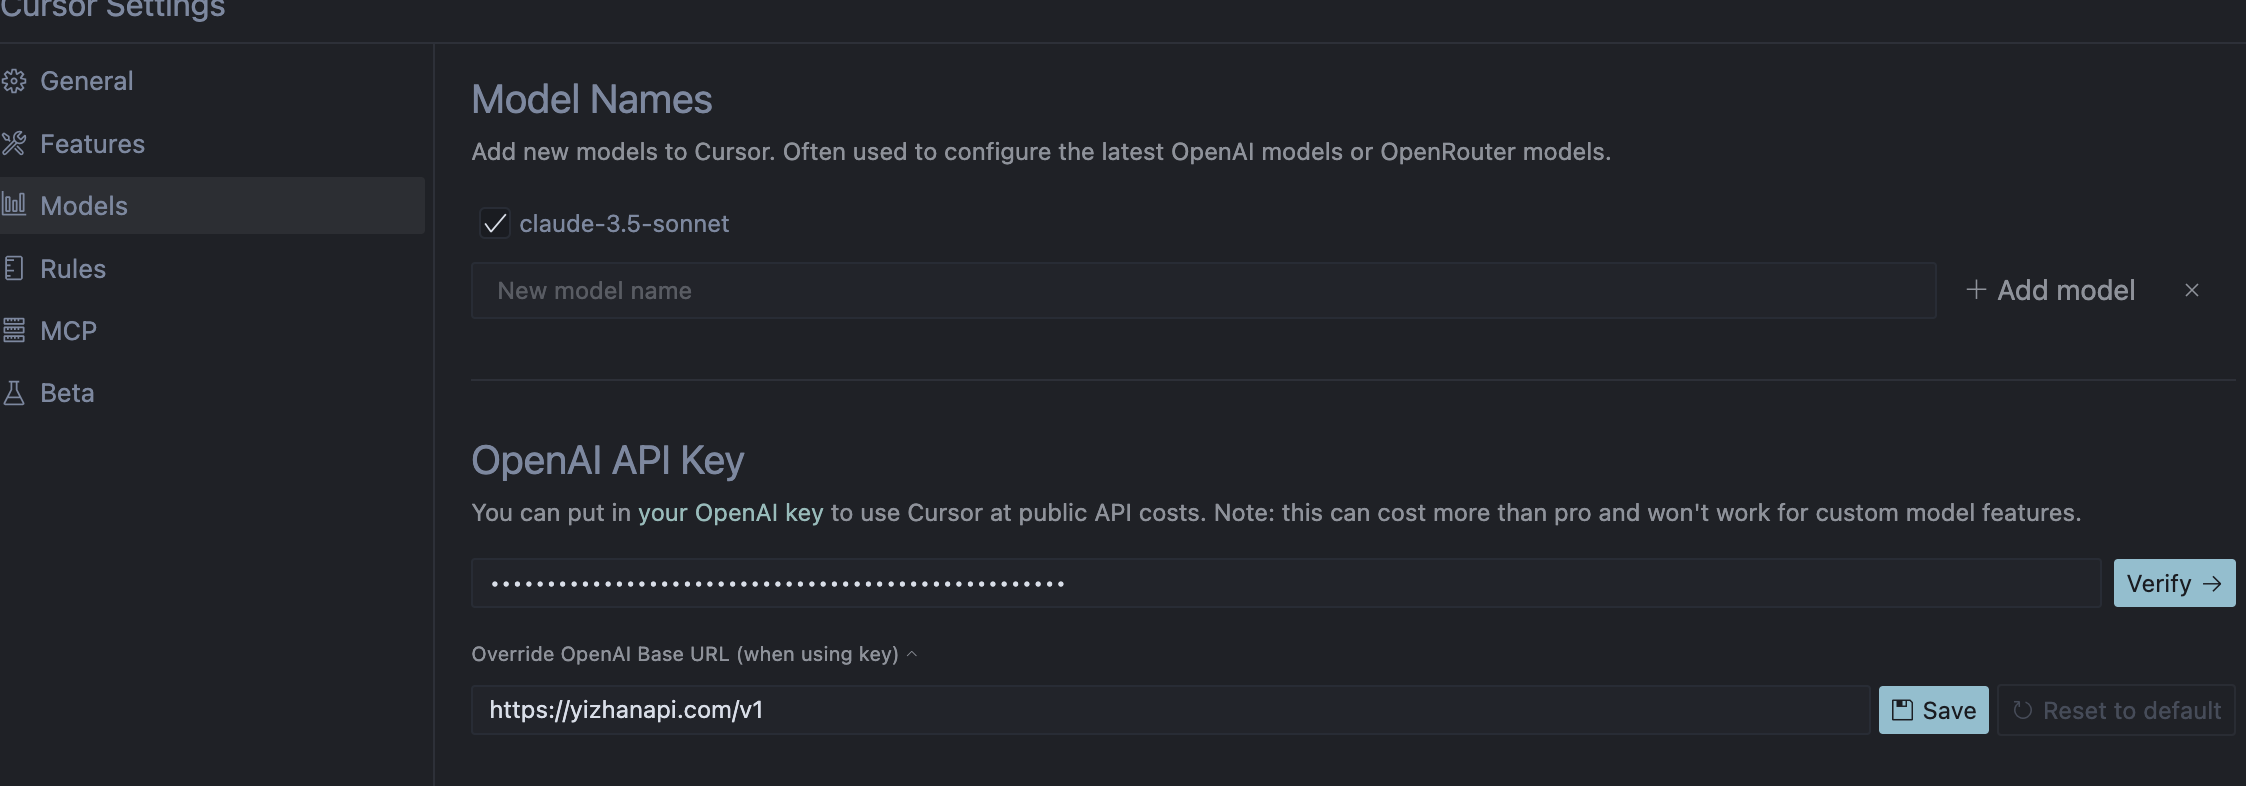 Cursor Settings
General
Features
Models
Rules
MCP
Beta
Model Names
Add new models to Cursor. Often used to configure the latest OpenAI models or OpenRouter models.
claude-3.5-sonnet
New model name
Add model
OpenAI API Key
You can put in your OpenAI key to use Cursor at public API costs. Note: this can cost more than pro and won't work for custom model features.
•••••••••••••••••••••••••••••••••••••••••••••••••••
Verify →
Override OpenAI Base URL (when using key)
https://yizhanapi.com/v1
Save
Reset to default